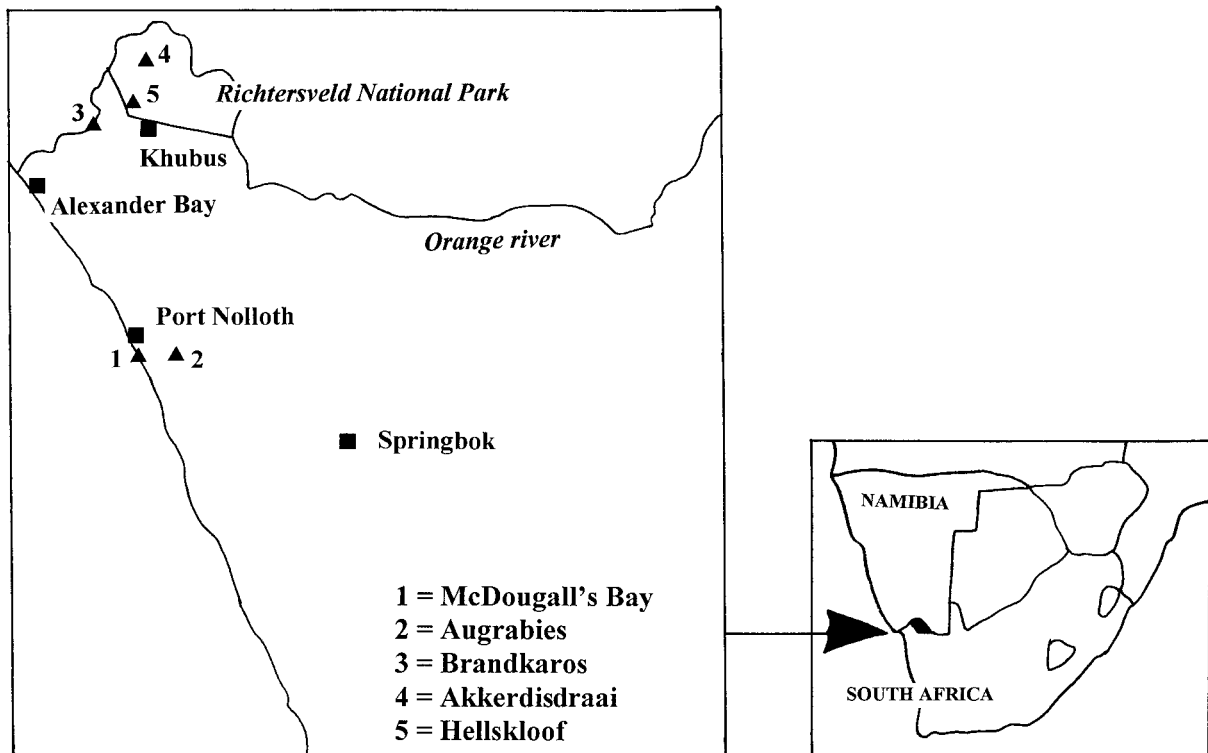 4
Richtersveld National Park
5
3
Khubus
Alexander Bay
Orange river
Port Nolloth
1
2
Springbok
1 = McDougall's Bay
2 = Augrabies
3 = Brandkaros
4 = Akkerdisdraai
5 = Hellskloof
NAMIBIA
SOUTH AFRICA